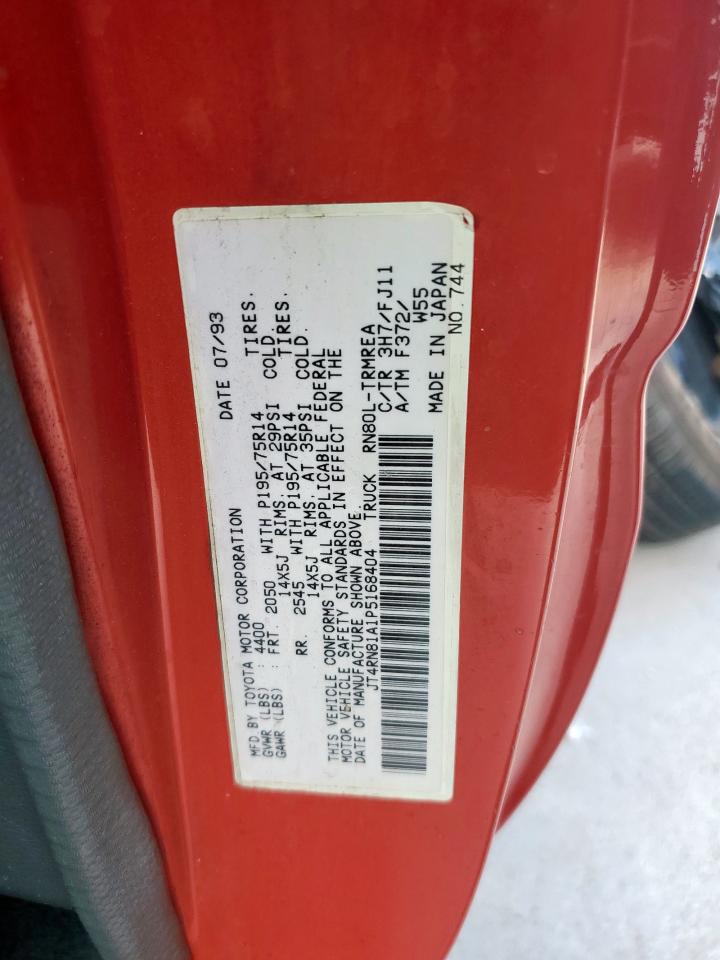 MFD BY TOYOTA MOTOR CORPORATION DATE 07/93
GVWR (LBS) : 4400
GAWR (LBS) : FRT. 2050 WITH P195/75R14 TIRES.
14X5J RIMS. AT 29PSI COLD.
RR. 2545 WITH P195/75R14 TIRES.
14X5J RIMS. AT 35PSI COLD.
THIS VEHICLE CONFORMS TO ALL APPLICABLE FEDERAL
MOTOR VEHICLE SAFETY STANDARDS IN EFFECT ON THE
DATE OF MANUFACTURE SHOWN ABOVE.
JT4RN81A1P5168404 TRUCK RN80L-TRMREA
C/TR 3H7/FJ11
A/TM F372/
W55
MADE IN JAPAN
NO.744